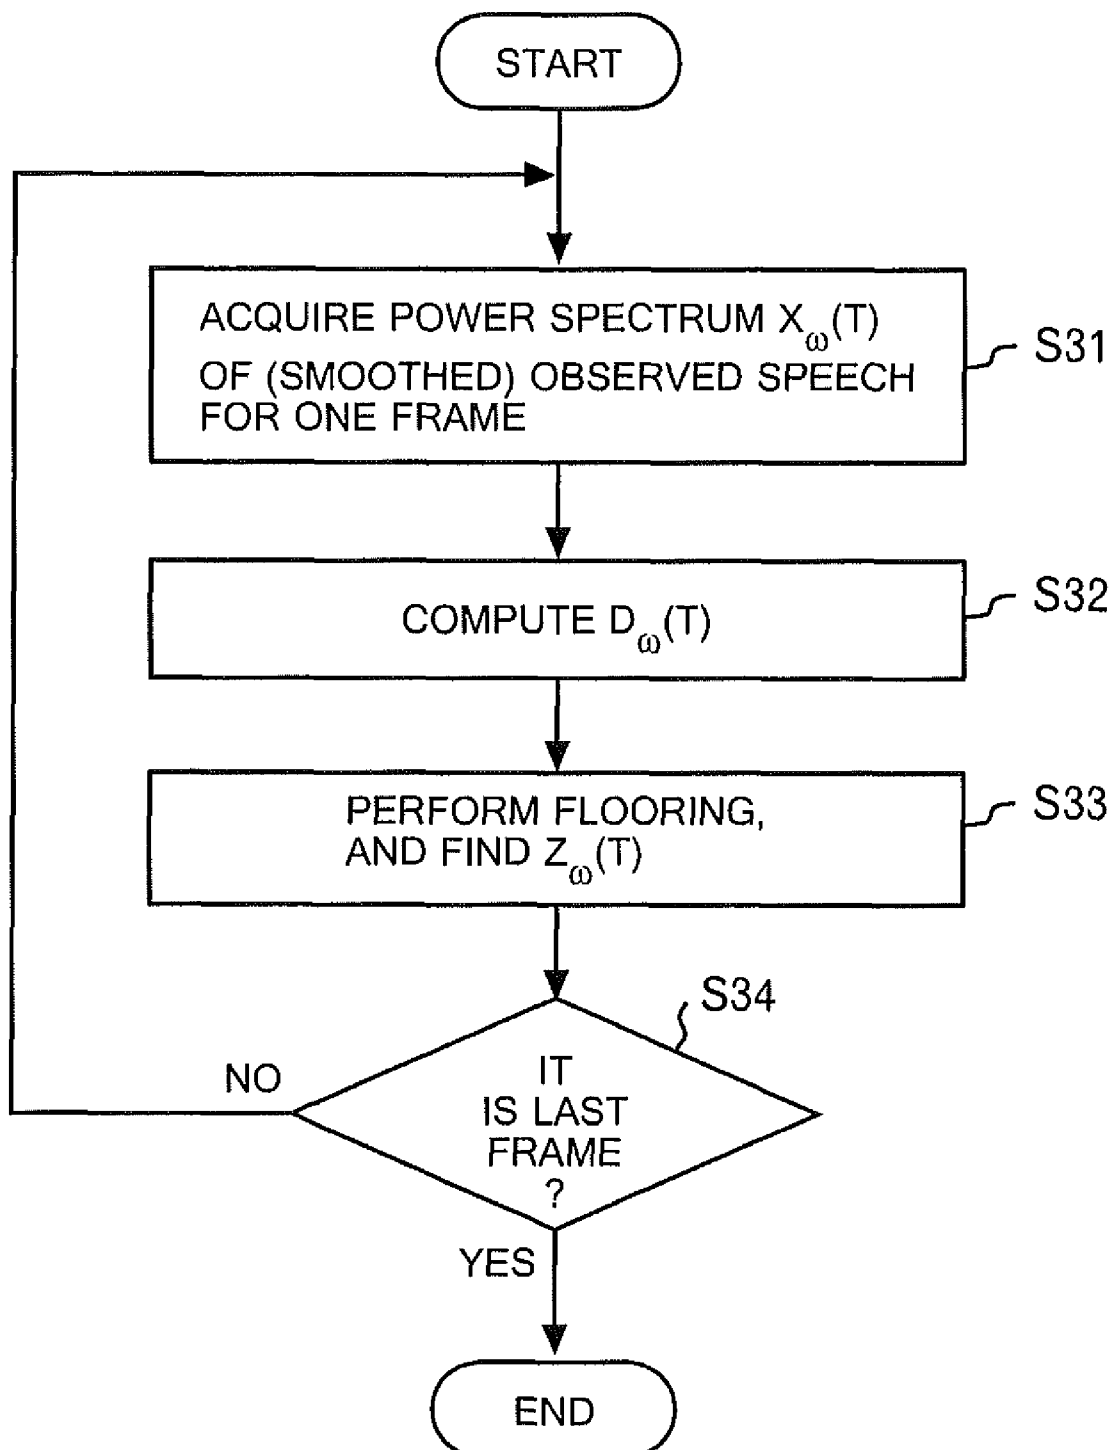 START
ACQUIRE POWER SPECTRUM Xω(T)
OF (SMOOTHED) OBSERVED SPEECH
FOR ONE FRAME
S31
COMPUTE Dω(T)
S32
PERFORM FLOORING,
AND FIND Zω(T)
S33
S34
IT
IS LAST
FRAME
?
NO
YES
END